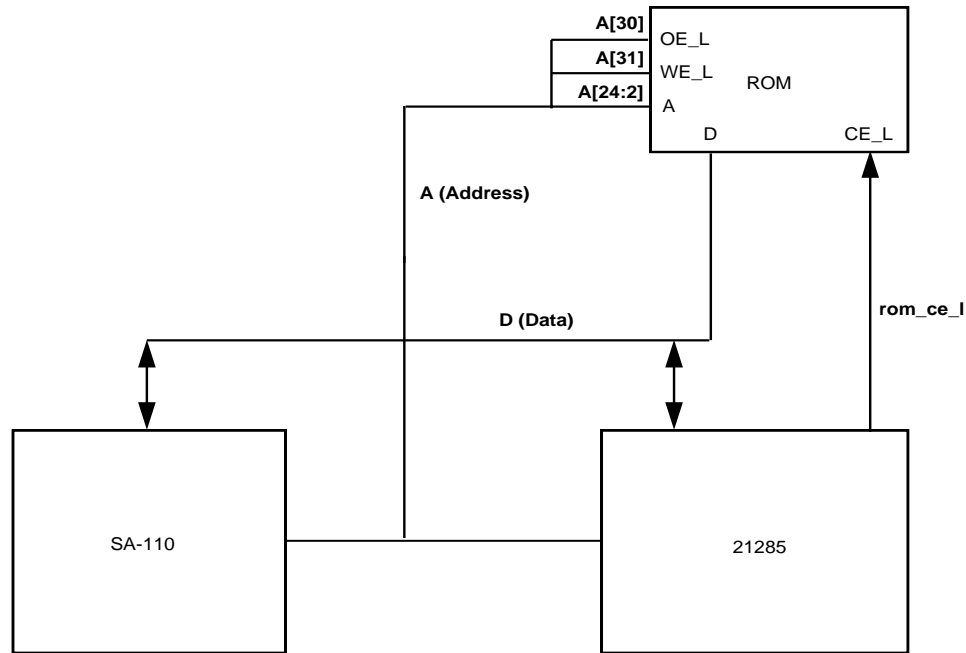 A[30]
OE_L
A[31]
WE_L
ROM
A[24:2]
A
D
CE_L
A (Address)
rom_ce_l
D (Data)
SA-110
21285